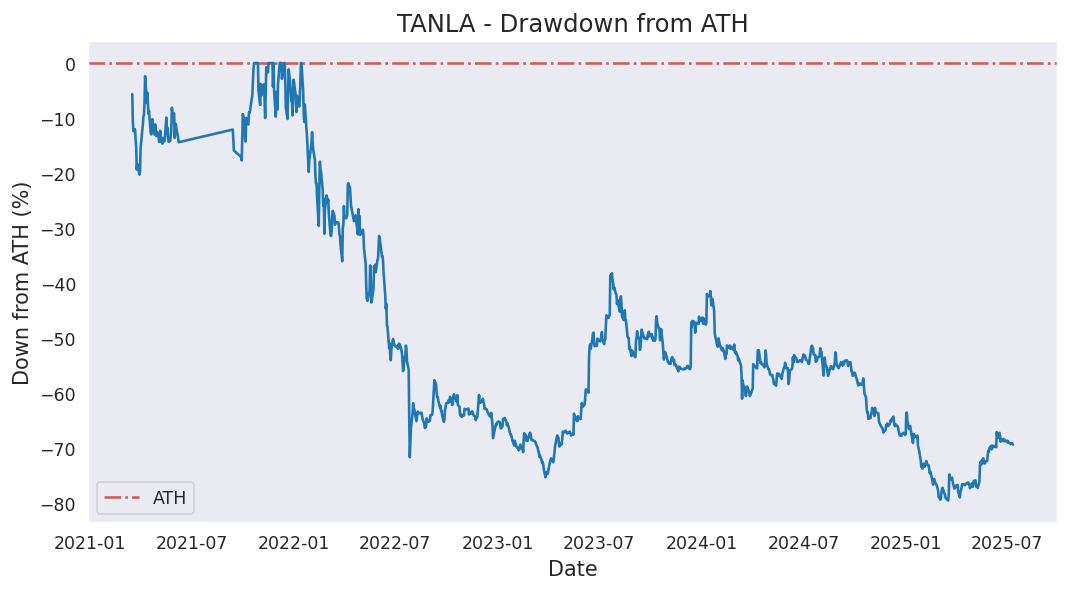 TANLA - Drawdown from ATH
Down from ATH (%)
0
−10
−20
−30
−40
−50
−60
−70
−80
ATH
2021-01 2021-07 2022-01 2022-07 2023-01 2023-07 2024-01 2024-07 2025-01 2025-07
Date